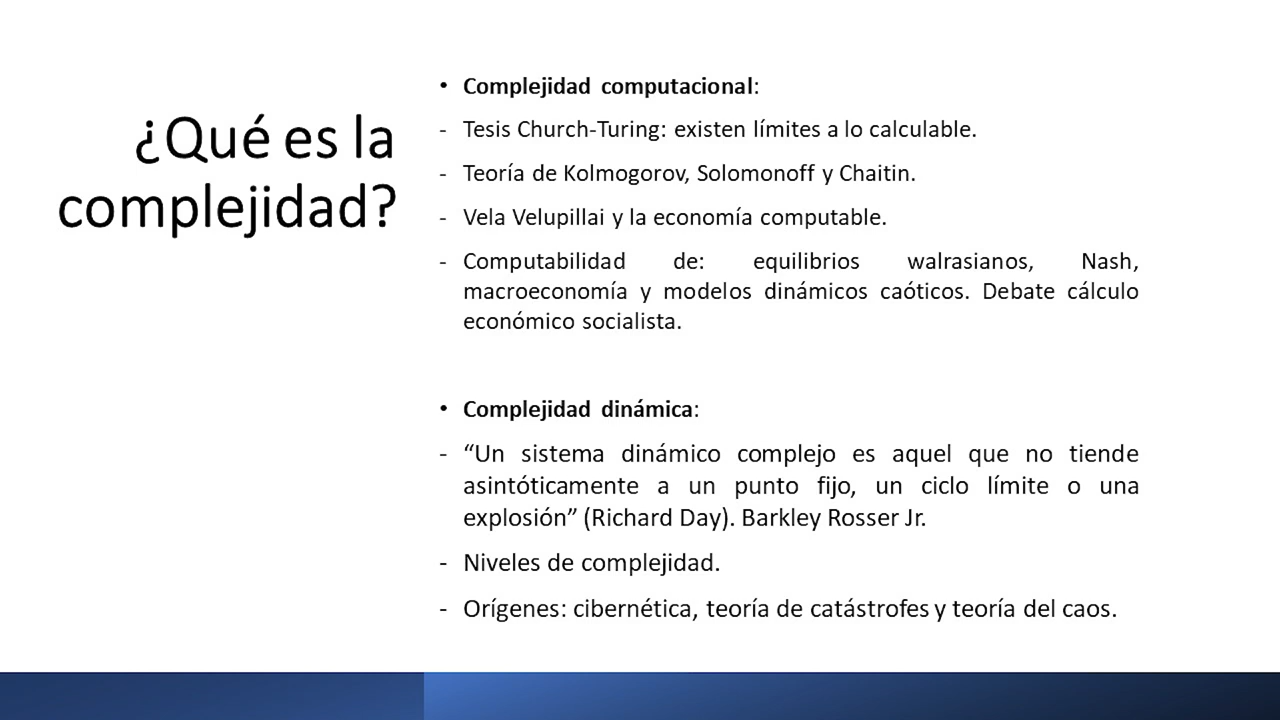 ¿Qué es la
complejidad?
• Complejidad computacional:
- Tesis Church-Turing: existen límites a lo calculable.
- Teoría de Kolmogorov, Solomonoff y Chaitin.
- Vela Velupillai y la economía computable.
- Computabilidad de: equilibrios walrasianos, Nash,
macroeconomía y modelos dinámicos caóticos. Debate cálculo
económico socialista.
• Complejidad dinámica:
- “Un sistema dinámico complejo es aquel que no tiende
asintóticamente a un punto fijo, un ciclo límite o una
explosión” (Richard Day). Barkley Rosser Jr.
- Niveles de complejidad.
- Orígenes: cibernética, teoría de catástrofes y teoría del caos.